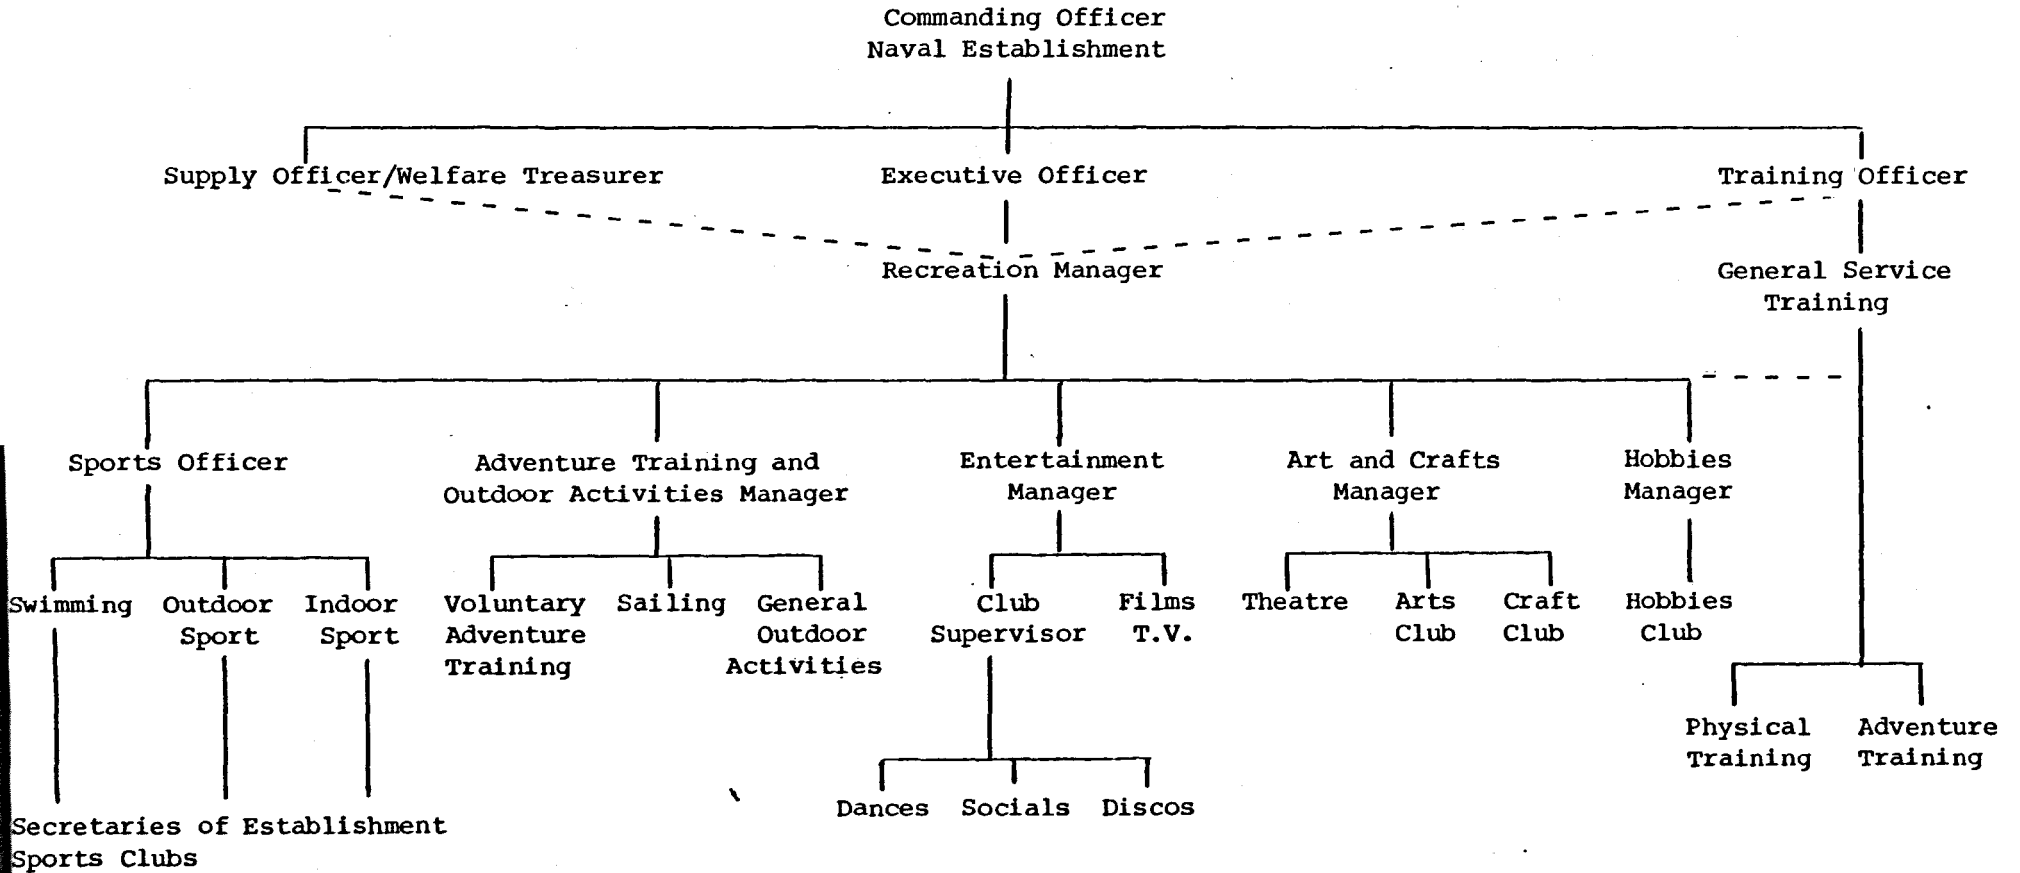 Commanding Officer
Naval Establishment
Supply Officer/Welfare Treasurer
Executive Officer
Training Officer
Recreation Manager
General Service
Training
Sports Officer
Adventure Training and
Outdoor Activities Manager
Entertainment
Manager
Art and Crafts
Manager
Hobbies
Manager
Swimming
Outdoor
Sport
Indoor
Sport
Voluntary
Adventure
Training
Sailing
General
Outdoor
Activities
Club
Supervisor
Films
T.V.
Theatre
Arts
Club
Craft
Club
Hobbies
Club
Physical
Training
Adventure
Training
Dances
Socials
Discos
Secretaries of Establishment
Sports Clubs